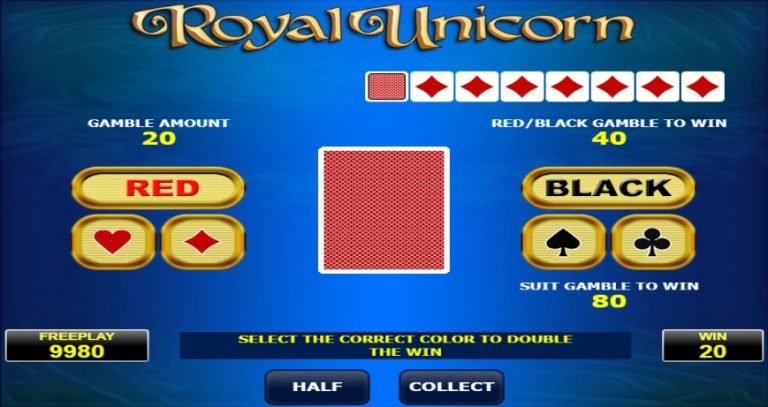 Royal Unicorn
GAMBLE AMOUNT
20
RED/BLACK GAMBLE TO WIN
40
RED
BLACK
SUIT GAMBLE TO WIN
80
FREEPLAY
9980
SELECT THE CORRECT COLOR TO DOUBLE
THE WIN
WIN
20
HALF
COLLECT